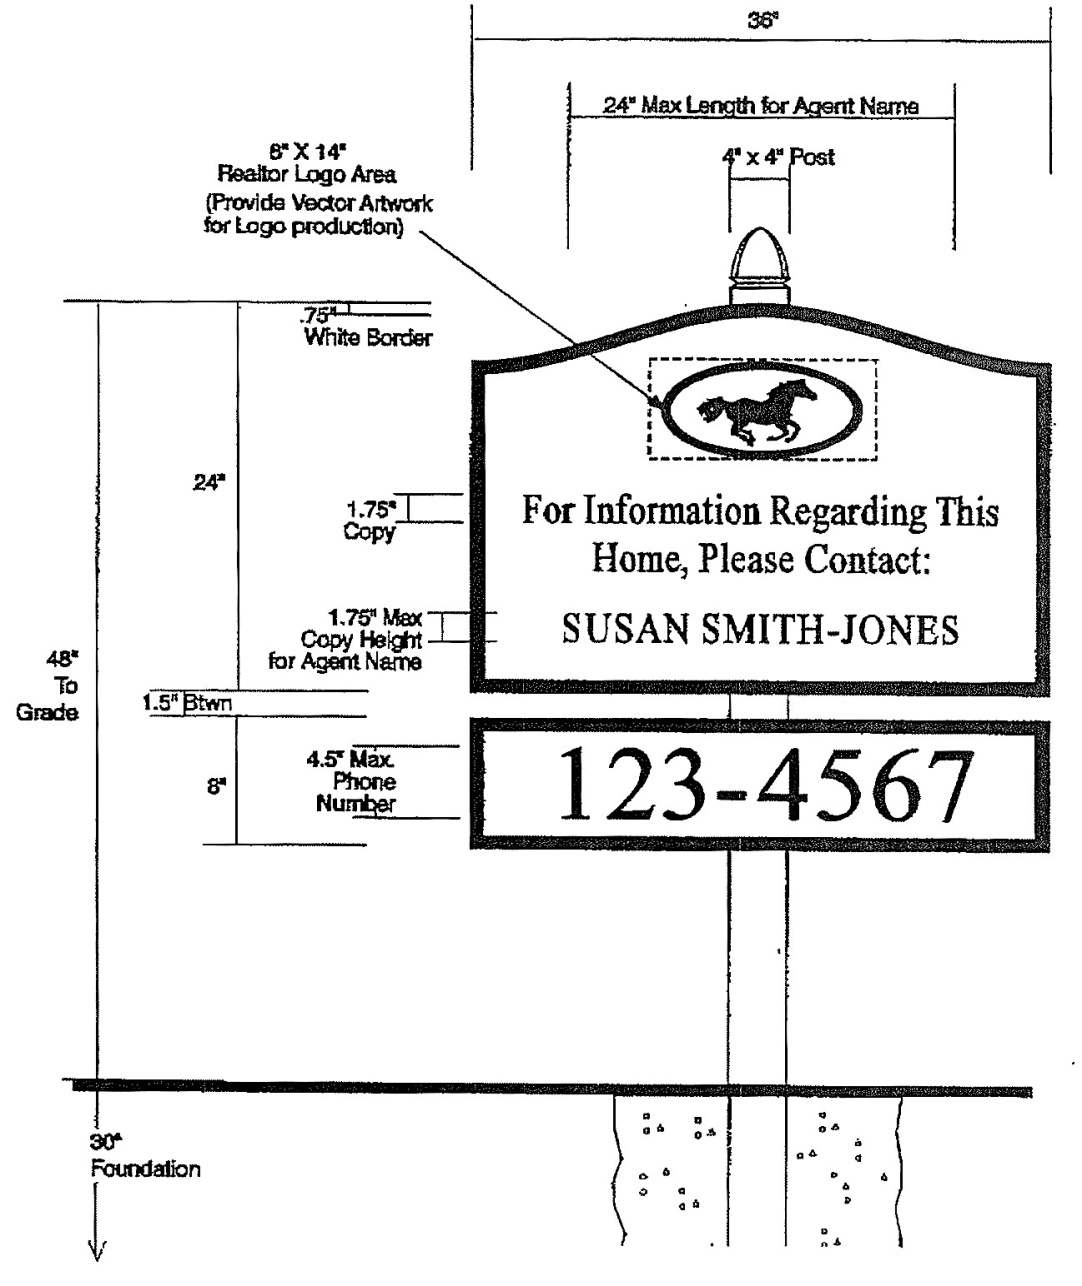 36"
24" Max Length for Agent Name
4" x 4" Post
6" X 14"
Realtor Logo Area
(Provide Vector Artwork
for Logo production)
.75"
White Border
24"
1.75"
Copy
For Information Regarding This
Home, Please Contact:
1.75" Max
Copy Height
for Agent Name
SUSAN SMITH-JONES
48"
To
Grade
1.5" Btwn
8"
4.5" Max.
Phone
Number
123-4567
30"
Foundation